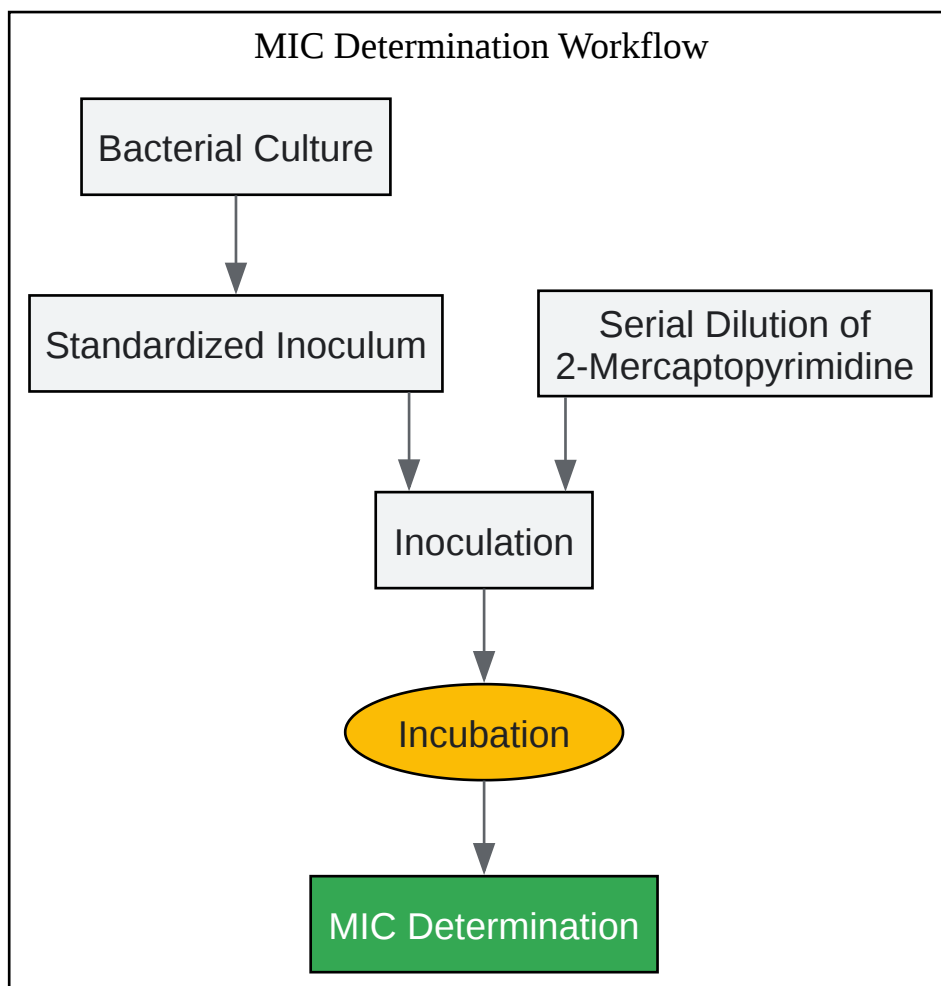 MIC Determination Workflow
Bacterial Culture
Standardized Inoculum
Serial Dilution of
2-Mercaptopyrimidine
Inoculation
Incubation
MIC Determination